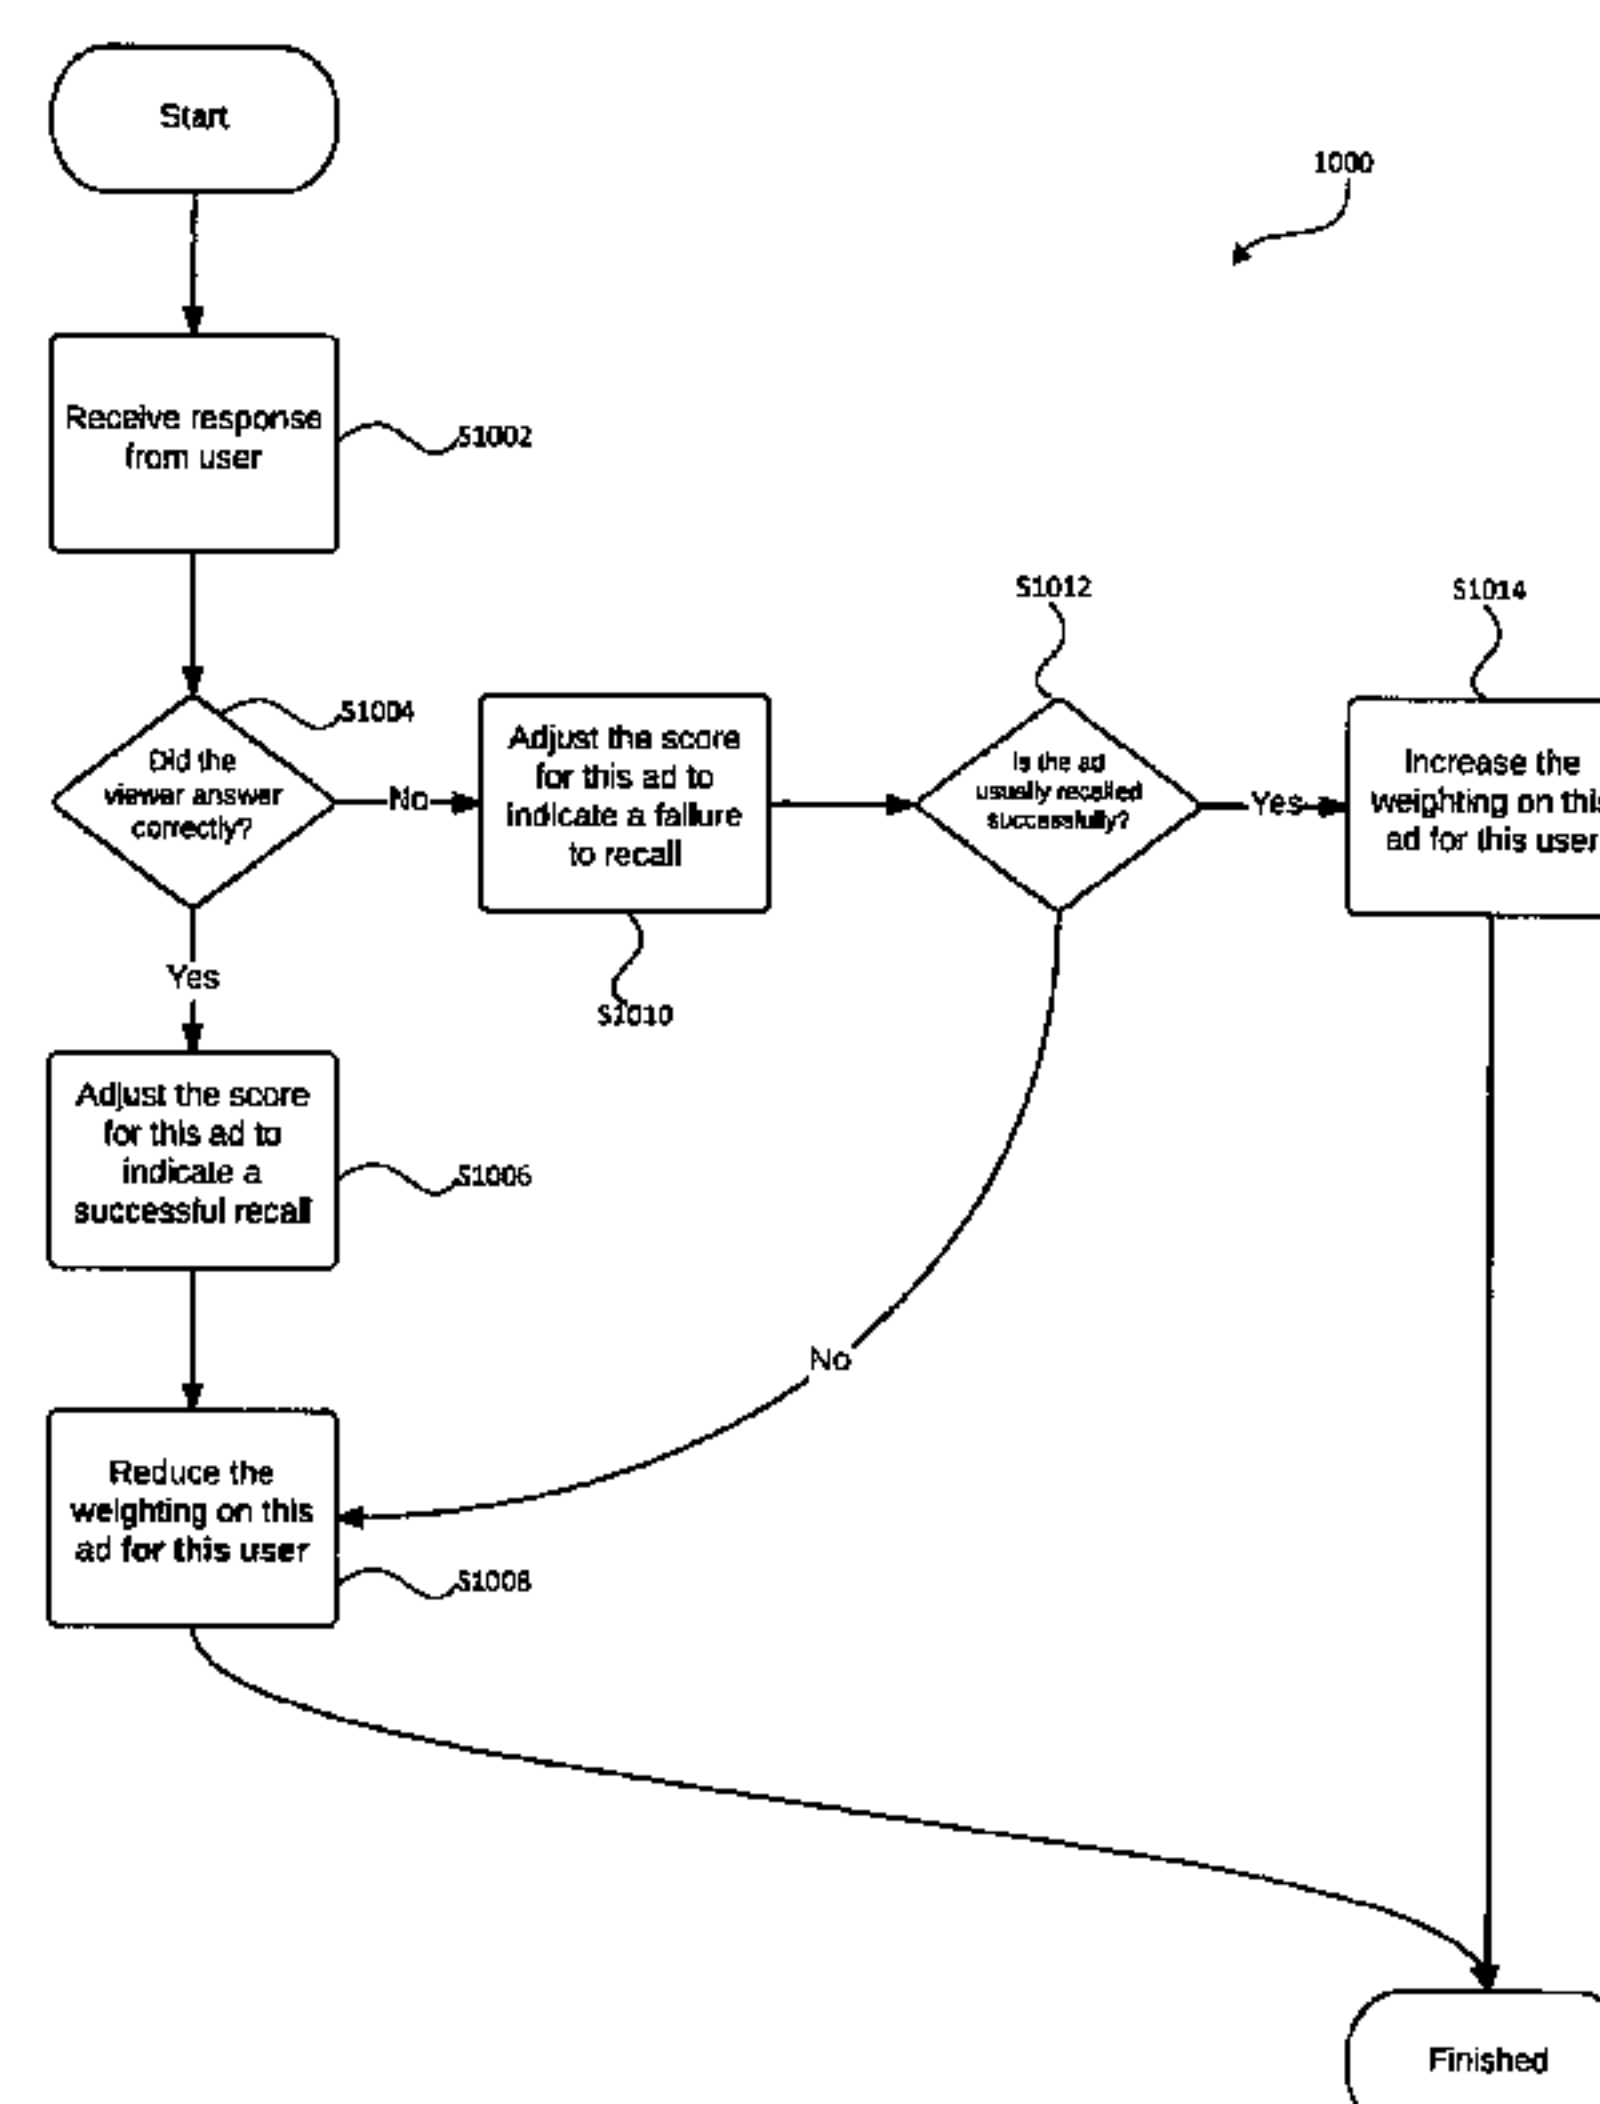 Start
1000
Receive response
from user
S1002
S1012
S1014
S1004
Did the
viewer answer
correctly?
No
Adjust the score
for this ad to
indicate a failure
to recall
Is the ad
usually recalled
successfully?
Yes
Increase the
weighting on this
ad for this user
Yes
S1010
Adjust the score
for this ad to
indicate a
successful recall
S1006
No
Reduce the
weighting on this
ad for this user
S1008
Finished